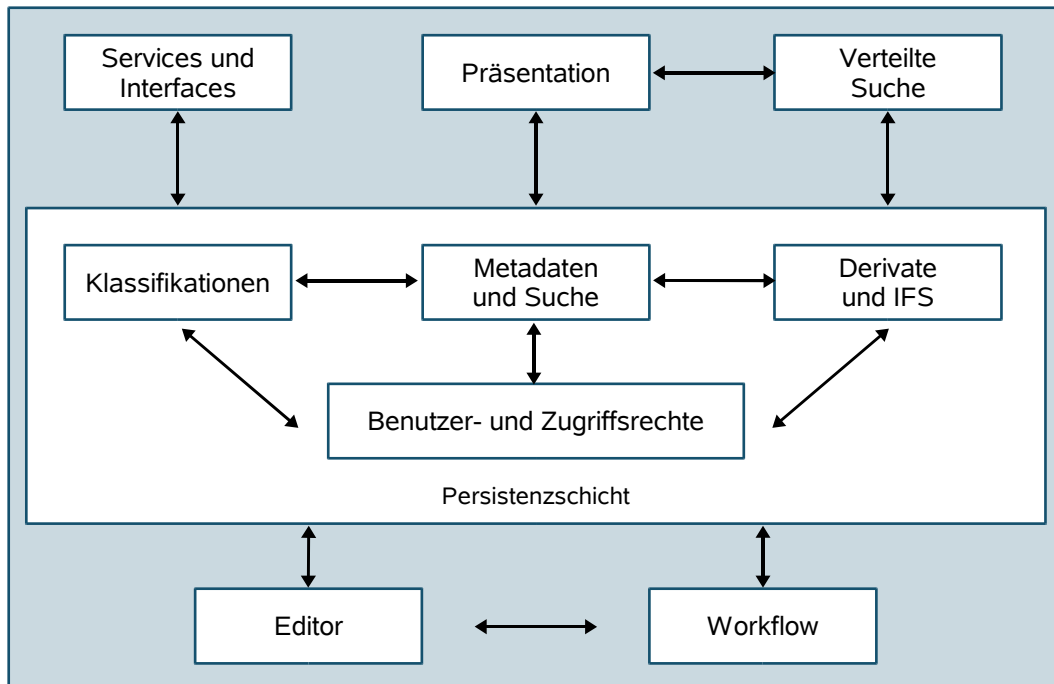 Services und
Interfaces
Präsentation
Verteilte
Suche
Klassifikationen
Metadaten
und Suche
Derivate
und IFS
Benutzer- und Zugriffsrechte
Persistenzschicht
Editor
Workflow